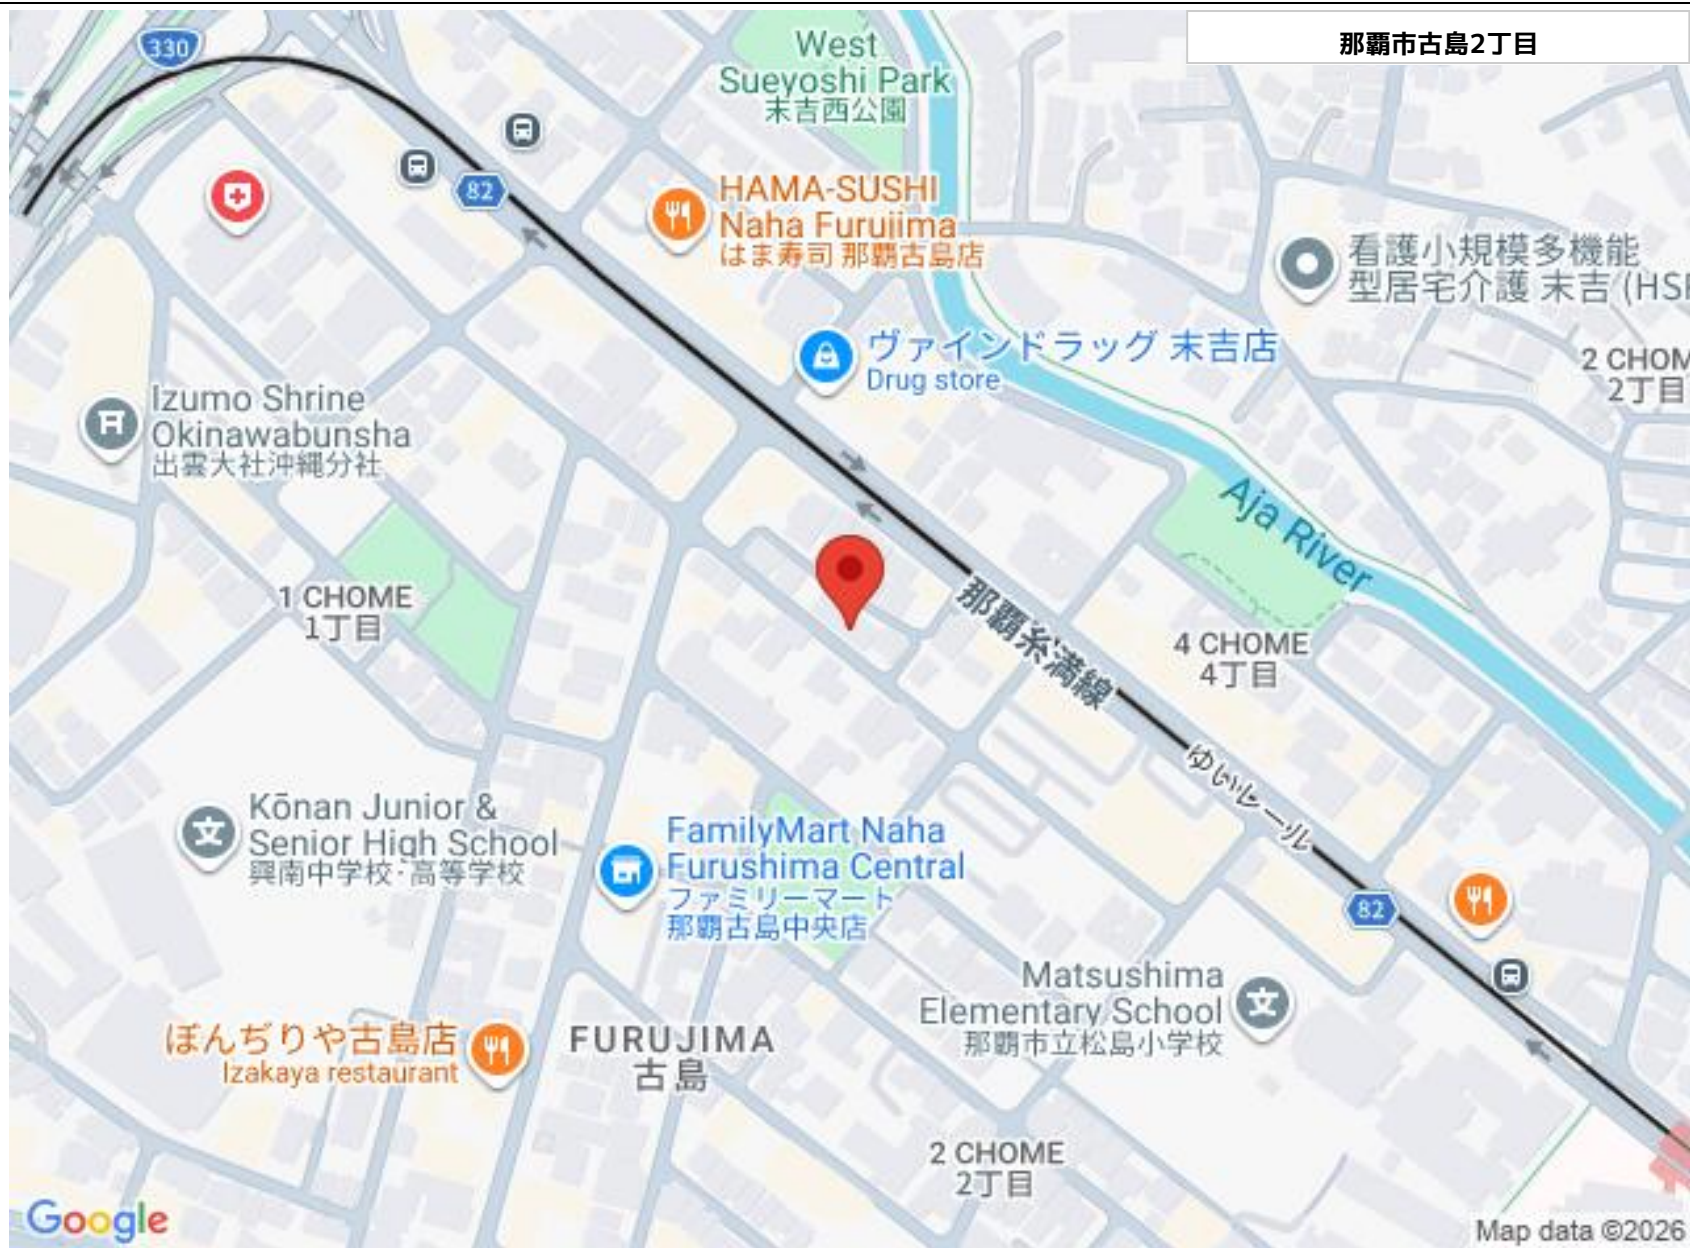 那覇市古島2丁目
330
West
Sueyoshi Park
末吉西公園
82
HAMA-SUSHI
Naha Furujima
はま寿司 那覇古島店
看護小規模多機能
型居宅介護 末吉 (HSP
ヴァインドラッグ 末吉店
Drug store
2 CHOM
2丁目
Izumo Shrine
Okinawabunsha
出雲大社沖縄分社
Aja River
1 CHOME
1丁目
那覇糸満線
4 CHOME
4丁目
ゆいレール
Kōnan Junior &
Senior High School
興南中学校·高等学校
FamilyMart Naha
Furushima Central
ファミリーマート
那覇古島中央店
82
Matsushima
Elementary School
那覇市立松島小学校
ぼんぢりや古島店
Izakaya restaurant
FURUJIMA
古島
2 CHOME
2丁目
Google
Map data ©2026